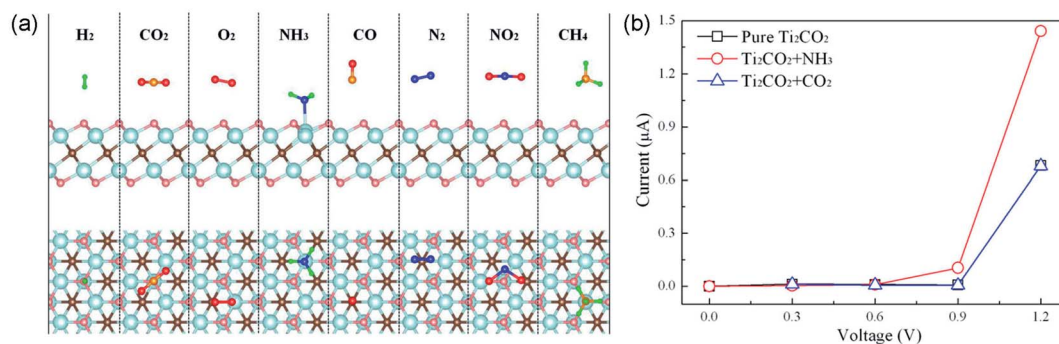 (a)
H₂ CO₂ O₂ NH₃ CO N₂ NO₂ CH₄
(b)
Pure Ti₂CO₂
Ti₂CO₂+NH₃
Ti₂CO₂+CO₂
Current (μA)
1.5
1.2
0.9
0.6
0.3
0.0
0.0 0.3 0.6 0.9 1.2
Voltage (V)